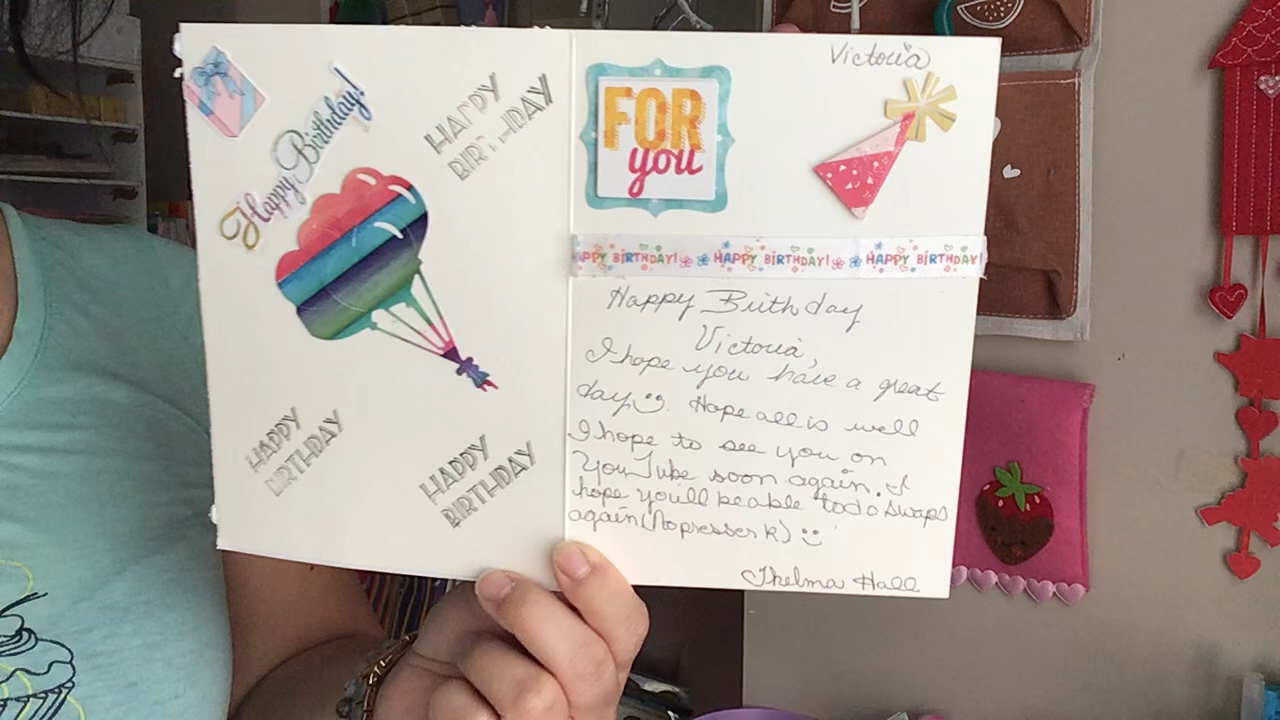 Happy Birthday!
HAPPY
BIRTHDAY
HAPPY
BIRTHDAY
HAPPY
BIRTHDAY
Victoria
FOR
you
APPY BIRTHDAY! HAPPY BIRTHDAY! HAPPY BIRTHDAY!
Happy Birthday
Victoria,
I hope you have a great
day. Hope all is well
I hope to see you on
YouTube soon again. I
hope you'll be able to do swaps
again (No presser k)
Thelma Hall